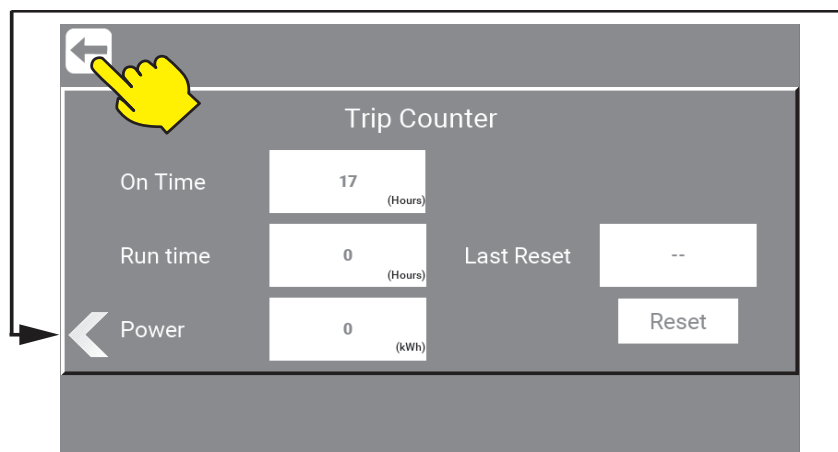 Trip Counter
On Time
17
(Hours)
Run time
0
(Hours)
Last Reset
--
Power
0
(kWh)
Reset